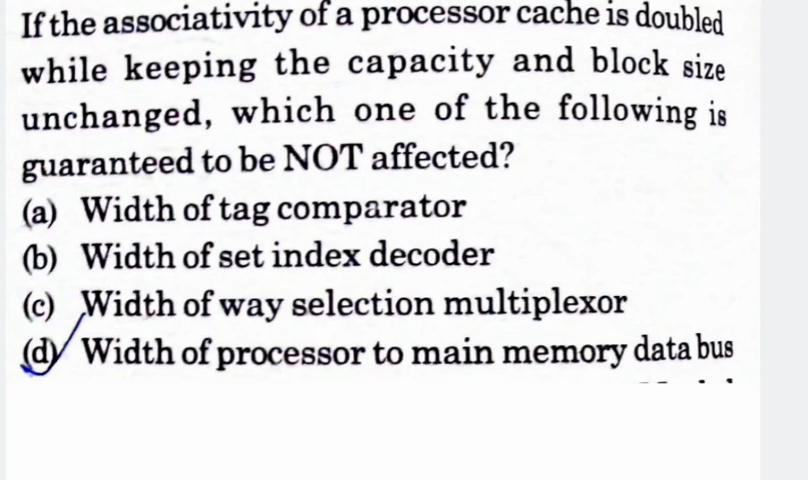 If the associativity of a processor cache is doubled
while keeping the capacity and block size
unchanged, which one of the following is
guaranteed to be NOT affected?
(a) Width of tag comparator
(b) Width of set index decoder
(c) Width of way selection multiplexor
(d) Width of processor to main memory data bus